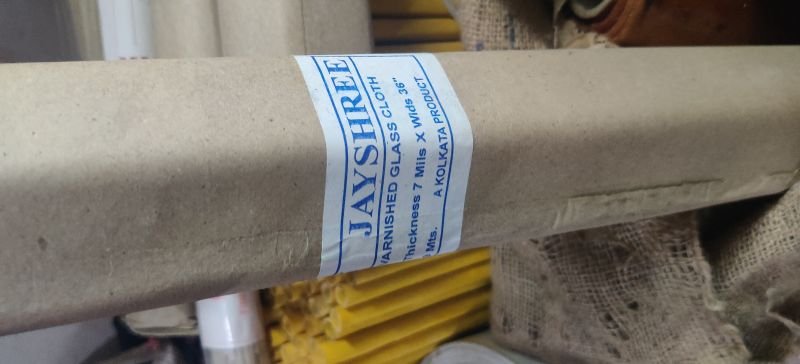 JAYSHREE
VARNISHED GLASS CLOTH
Thickness 7 Mils X Wids 36"
Mts. A KOLKATA PRODUCT